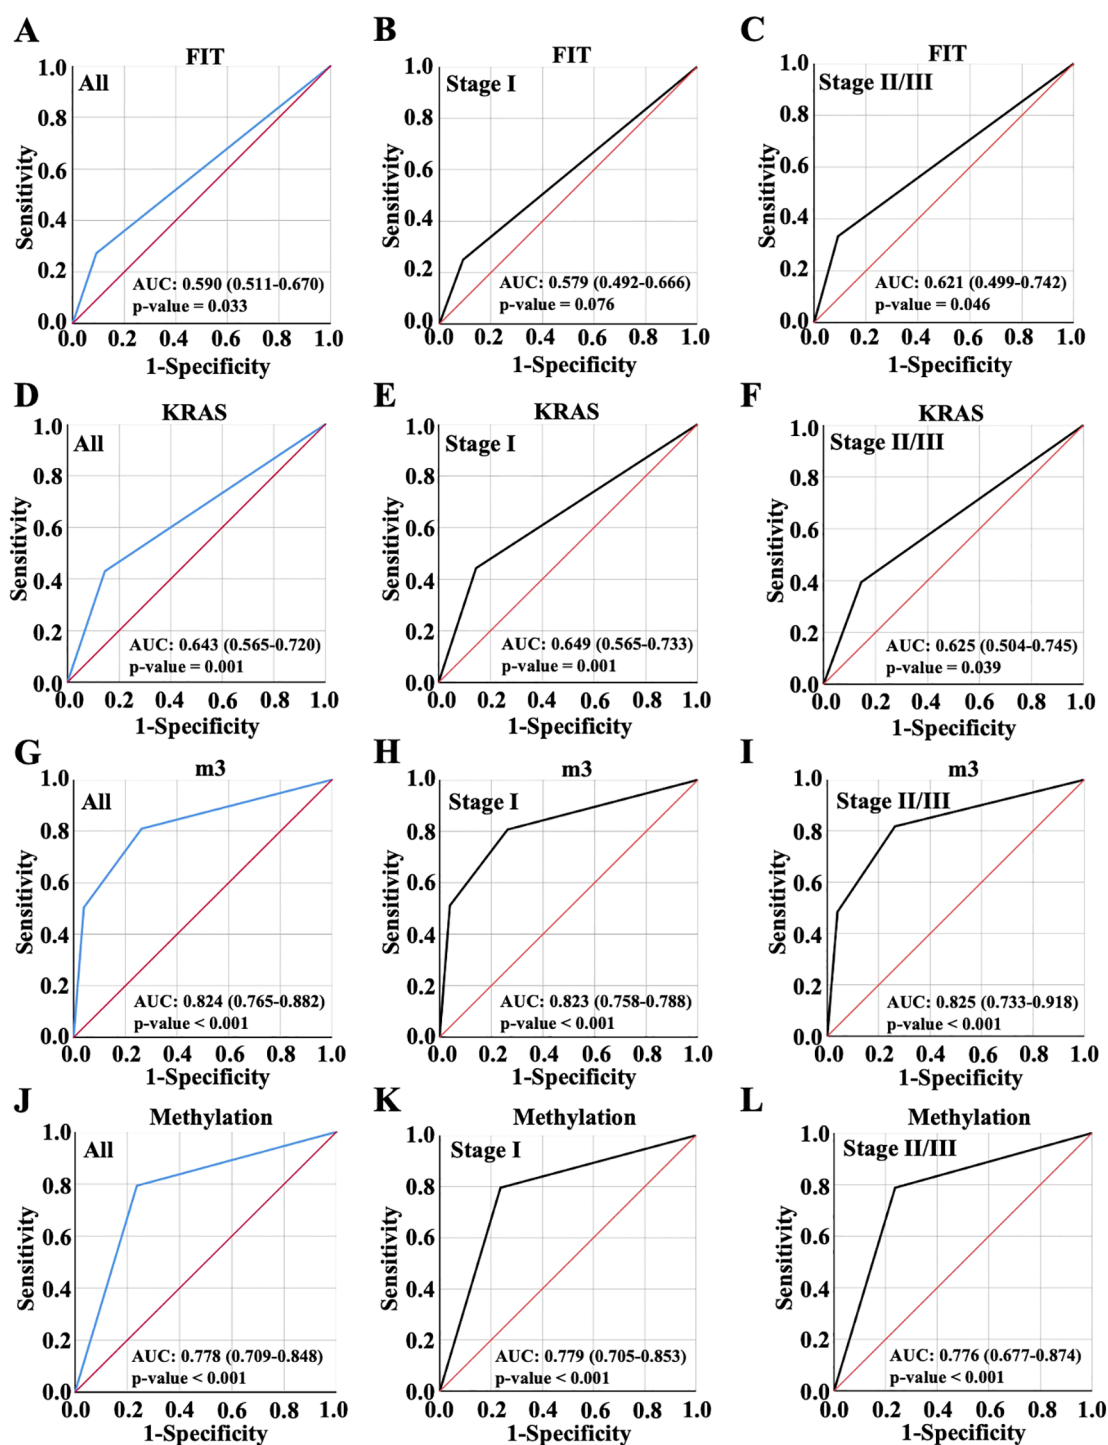 A
FIT
All
1.0
0.8
0.6
0.4
0.2
0.0
Sensitivity
AUC: 0.590 (0.511-0.670)
p-value = 0.033
0.0 0.2 0.4 0.6 0.8 1.0
1-Specificity
B
FIT
Stage I
1.0
0.8
0.6
0.4
0.2
0.0
Sensitivity
AUC: 0.579 (0.492-0.666)
p-value = 0.076
0.0 0.2 0.4 0.6 0.8 1.0
1-Specificity
C
FIT
Stage II/III
1.0
0.8
0.6
0.4
0.2
0.0
Sensitivity
AUC: 0.621 (0.499-0.742)
p-value = 0.046
0.0 0.2 0.4 0.6 0.8 1.0
1-Specificity
D
KRAS
All
1.0
0.8
0.6
0.4
0.2
0.0
Sensitivity
AUC: 0.643 (0.565-0.720)
p-value = 0.001
0.0 0.2 0.4 0.6 0.8 1.0
1-Specificity
E
KRAS
Stage I
1.0
0.8
0.6
0.4
0.2
0.0
Sensitivity
AUC: 0.649 (0.565-0.733)
p-value = 0.001
0.0 0.2 0.4 0.6 0.8 1.0
1-Specificity
F
KRAS
Stage II/III
1.0
0.8
0.6
0.4
0.2
0.0
Sensitivity
AUC: 0.625 (0.504-0.745)
p-value = 0.039
0.0 0.2 0.4 0.6 0.8 1.0
1-Specificity
G
m3
All
1.0
0.8
0.6
0.4
0.2
0.0
Sensitivity
AUC: 0.824 (0.765-0.882)
p-value < 0.001
0.0 0.2 0.4 0.6 0.8 1.0
1-Specificity
H
m3
Stage I
1.0
0.8
0.6
0.4
0.2
0.0
Sensitivity
AUC: 0.823 (0.758-0.788)
p-value < 0.001
0.0 0.2 0.4 0.6 0.8 1.0
1-Specificity
I
m3
Stage II/III
1.0
0.8
0.6
0.4
0.2
0.0
Sensitivity
AUC: 0.825 (0.733-0.918)
p-value < 0.001
0.0 0.2 0.4 0.6 0.8 1.0
1-Specificity
J
Methylation
All
1.0
0.8
0.6
0.4
0.2
0.0
Sensitivity
AUC: 0.778 (0.709-0.848)
p-value < 0.001
0.0 0.2 0.4 0.6 0.8 1.0
1-Specificity
K
Methylation
Stage I
1.0
0.8
0.6
0.4
0.2
0.0
Sensitivity
AUC: 0.779 (0.705-0.853)
p-value < 0.001
0.0 0.2 0.4 0.6 0.8 1.0
1-Specificity
L
Methylation
Stage II/III
1.0
0.8
0.6
0.4
0.2
0.0
Sensitivity
AUC: 0.776 (0.677-0.874)
p-value < 0.001
0.0 0.2 0.4 0.6 0.8 1.0
1-Specificity